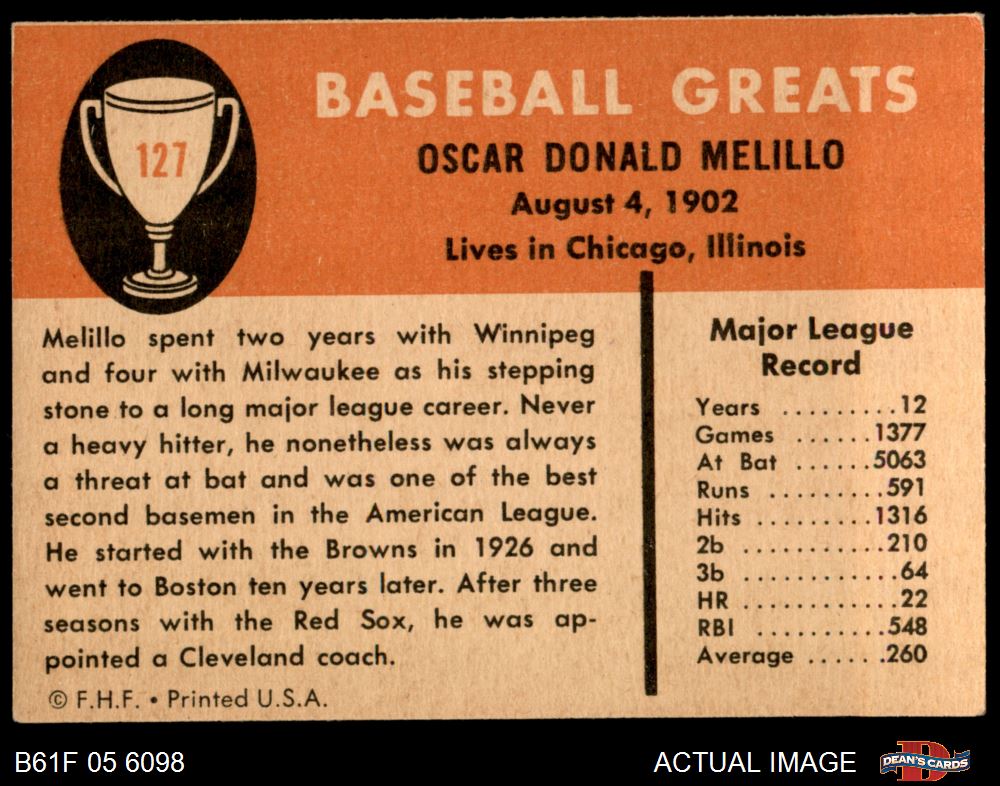 127
BASEBALL GREATS
OSCAR DONALD MELILLO
August 4, 1902
Lives in Chicago, Illinois
Melillo spent two years with Winnipeg
and four with Milwaukee as his stepping
stone to a long major league career. Never
a heavy hitter, he nonetheless was always
a threat at bat and was one of the best
second basemen in the American League.
He started with the Browns in 1926 and
went to Boston ten years later. After three
seasons with the Red Sox, he was ap-
pointed a Cleveland coach.
© F.H.F. • Printed U.S.A.
Major League
Record
Years .........12
Games ......1377
At Bat ......5063
Runs .........591
Hits .........1316
2b ............210
3b .............64
HR .............22
RBI ..........548
Average ......260
B61F 05 6098
ACTUAL IMAGE
D
DEAN'S CARDS